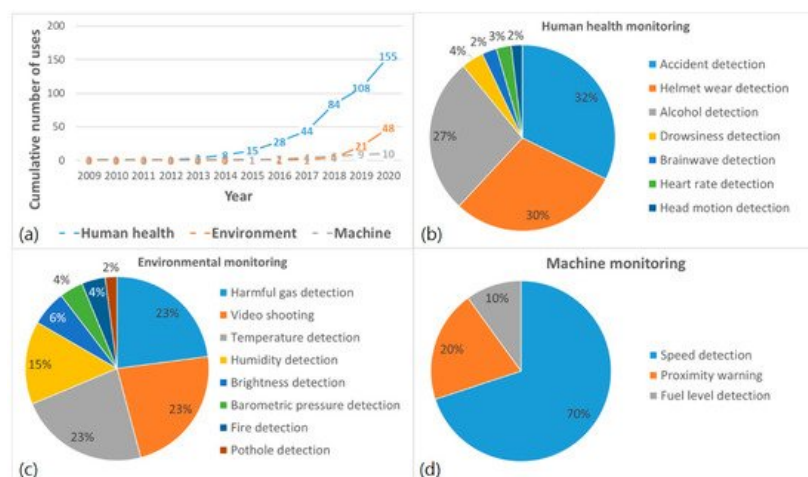 200
150
100
50
0
Cumulative number of uses
155
108
84
44
28
15
8
48
21
9 10
2009 2010 2011 2012 2013 2014 2015 2016 2017 2018 2019 2020
Year
Human health Environment Machine
(a)
Human health monitoring
4% 2% 3% 2%
32%
27%
30%
Accident detection
Helmet wear detection
Alcohol detection
Drowsiness detection
Brainwave detection
Heart rate detection
Head motion detection
(b)
Environmental monitoring
2%
4%
4%
6%
23%
15%
23%
23%
Harmful gas detection
Video shooting
Temperature detection
Humidity detection
Brightness detection
Barometric pressure detection
Fire detection
Pothole detection
(c)
Machine monitoring
10%
20%
70%
Speed detection
Proximity warning
Fuel level detection
(d)